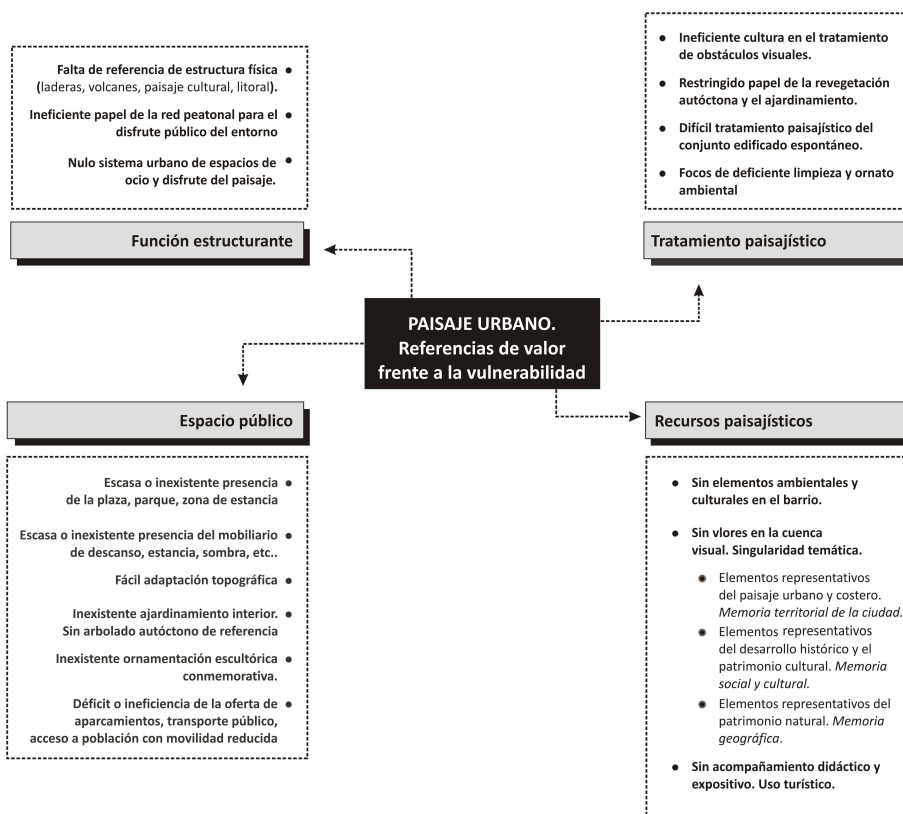 Falta de referencia de estructura física
(laderas, volcanes, paisaje cultural, litoral).
Ineficiente papel de la red peatonal para el
disfrute público del entorno
Nulo sistema urbano de espacios de
ocio y disfrute del paisaje.
Función estructurante
Ineficiente cultura en el tratamiento
de obstáculos visuales.
Restringido papel de la revegetación
autóctona y el ajardinamiento.
Difícil tratamiento paisajístico del
conjunto edificado espontáneo.
Focos de deficiente limpieza y ornato
ambiental
Tratamiento paisajístico
PAISAJE URBANO.
Referencias de valor
frente a la vulnerabilidad
Espacio público
Escasa o inexistente presencia
de la plaza, parque, zona de estancia
Escasa o inexistente presencia del mobiliario
de descanso, estancia, sombra, etc..
Fácil adaptación topográfica
Inexistente ajardinamiento interior.
Sin arbolado autóctono de referencia
Inexistente ornamentación escultórica
conmemorativa.
Déficit o ineficiencia de la oferta de
aparcamientos, transporte público,
acceso a población con movilidad reducida
Recursos paisajísticos
Sin elementos ambientales y
culturales en el barrio.
Sin vlores en la cuenca
visual. Singularidad temática.
Elementos representativos
del paisaje urbano y costero.
Memoria territorial de la ciudad.
Elementos representativos
del desarrollo histórico y el
patrimonio cultural. Memoria
social y cultural.
Elementos representativos del
patrimonio natural. Memoria
geográfica.
Sin acompañamiento didáctico y
expositivo. Uso turístico.